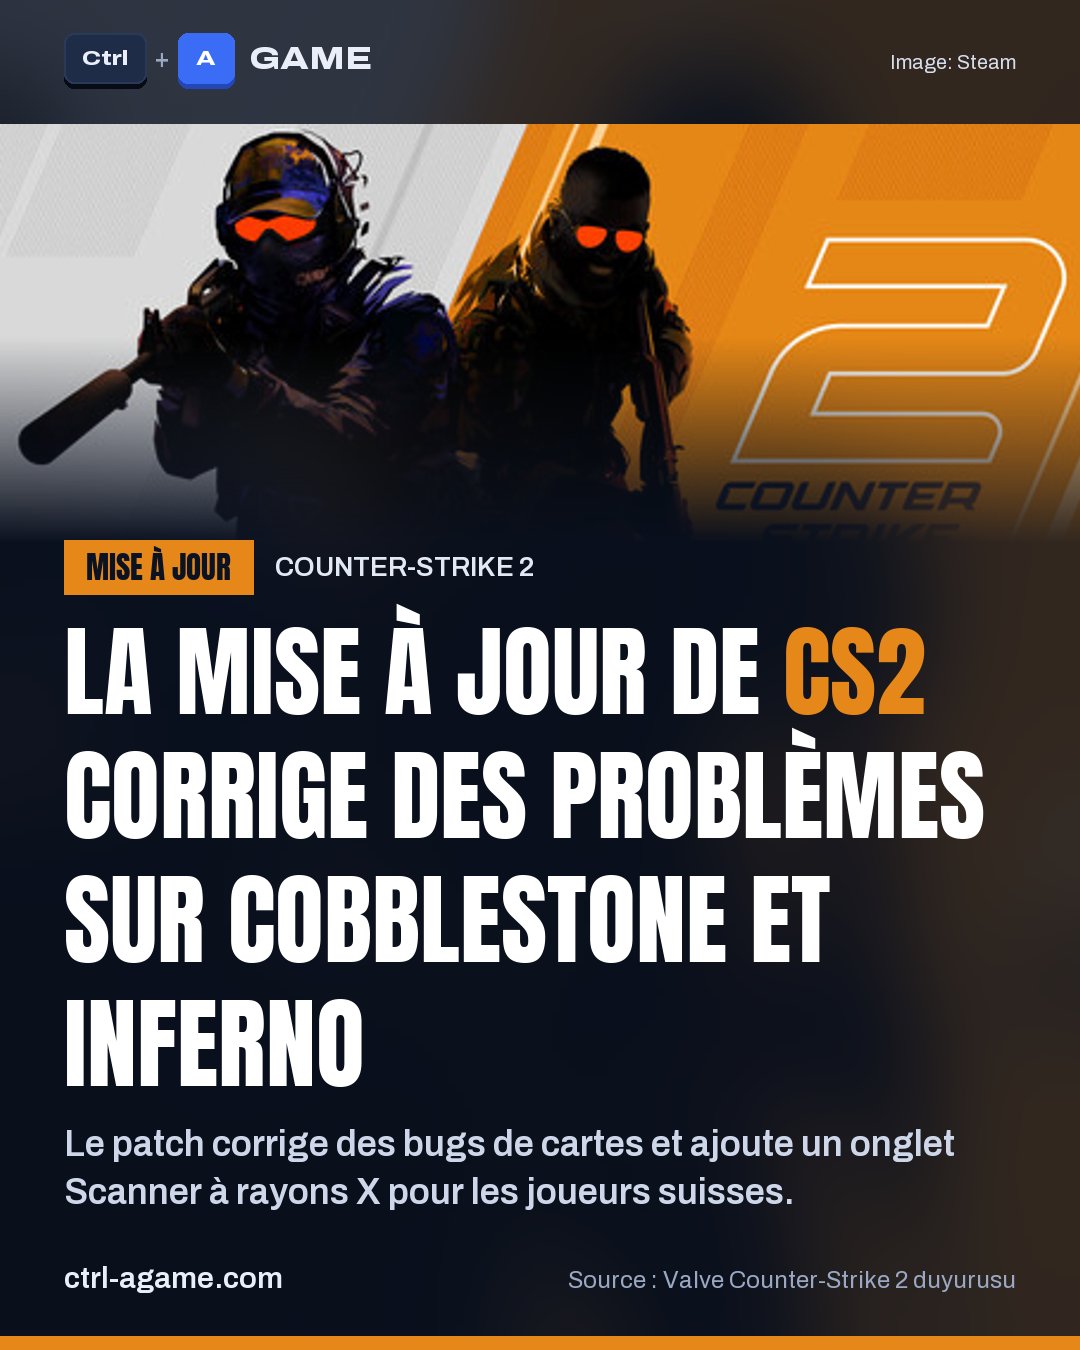 Ctrl + A GAME
Image: Steam
2
COUNTER
STRIKE
MISE À JOUR
COUNTER-STRIKE 2
LA MISE À JOUR DE CS2
CORRIGE DES PROBLÈMES
SUR COBBLESTONE ET
INFERNO
Le patch corrige des bugs de cartes et ajoute un onglet
Scanner à rayons X pour les joueurs suisses.
ctrl-agame.com
Source : Valve Counter-Strike 2 duyurusu